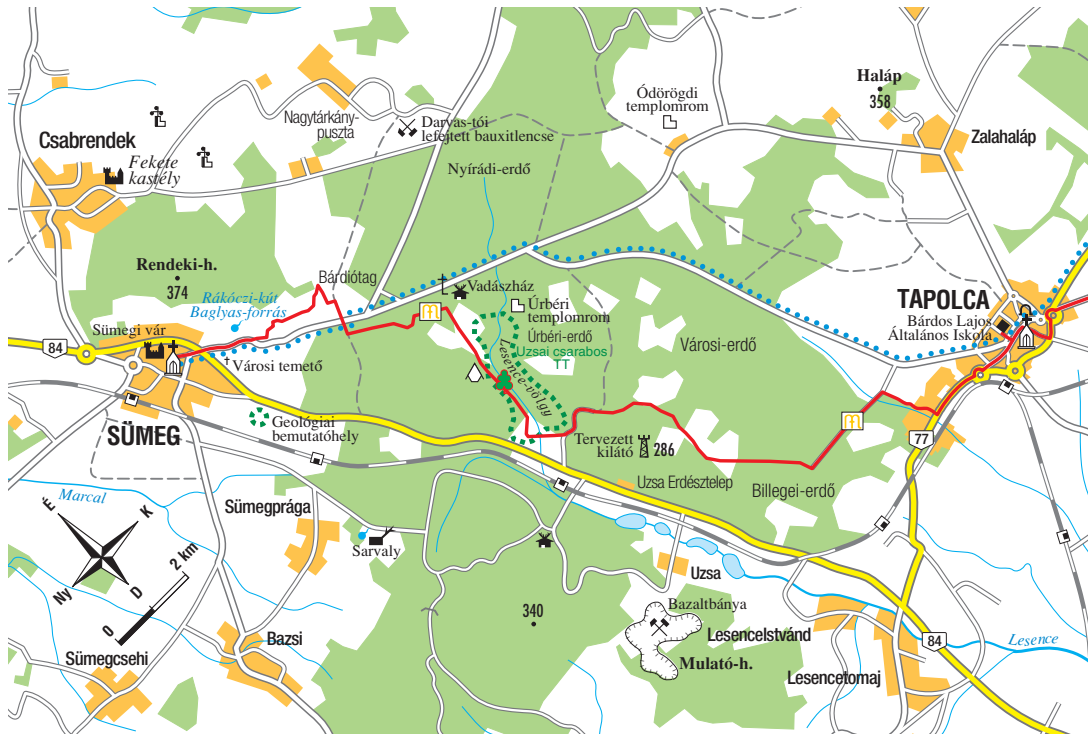 Haláp
358
Ódörögdi
templomrom
Zalahaláp
Nagytárkány-
puszta
Daryas-tói
lefejtett bauxitlencse
Csabrendek
Fekete
kastély
Nyírádi-erdő
Rendeki-h.
374
Bárdiótag
Vadászház
Rákóczi-kút
Baglyas-forrás
Úrbéri
templomrom
TAPOLCA
Bárdos Lajos
Általános Iskola
Sümegi vár
84
Úrbéri-erdő
Uzsai csarabos
TT
Városi-erdő
Városi temető
Lesence-völgy
Geológiai
bemutatóhely
SÜMEG
Tervezett
kilátó
286
77
Uzsa Erdésztelep
Billegei-erdő
Marcal
É
K
Ny
D
0
2 km
Sümegprága
Sarvaly
Uzsa
340
Bazaltbánya
LesenceIstvánd
Mulató-h.
84
Lesence
Lesencetomaj
Bazsi
Sümegcsehi